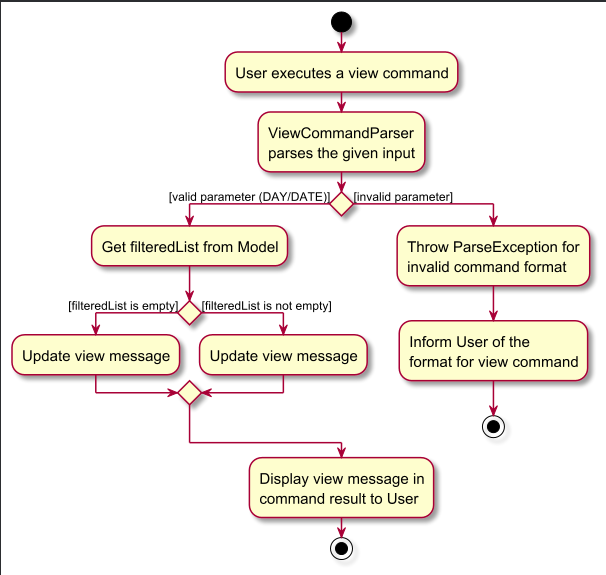 User executes a view command
ViewCommandParser
parses the given input
[valid parameter (DAY/DATE)]
[invalid parameter]
Get filteredList from Model
Throw ParseException for
invalid command format
[filteredList is empty]
[filteredList is not empty]
Update view message
Update view message
Inform User of the
format for view command
Display view message in
command result to User